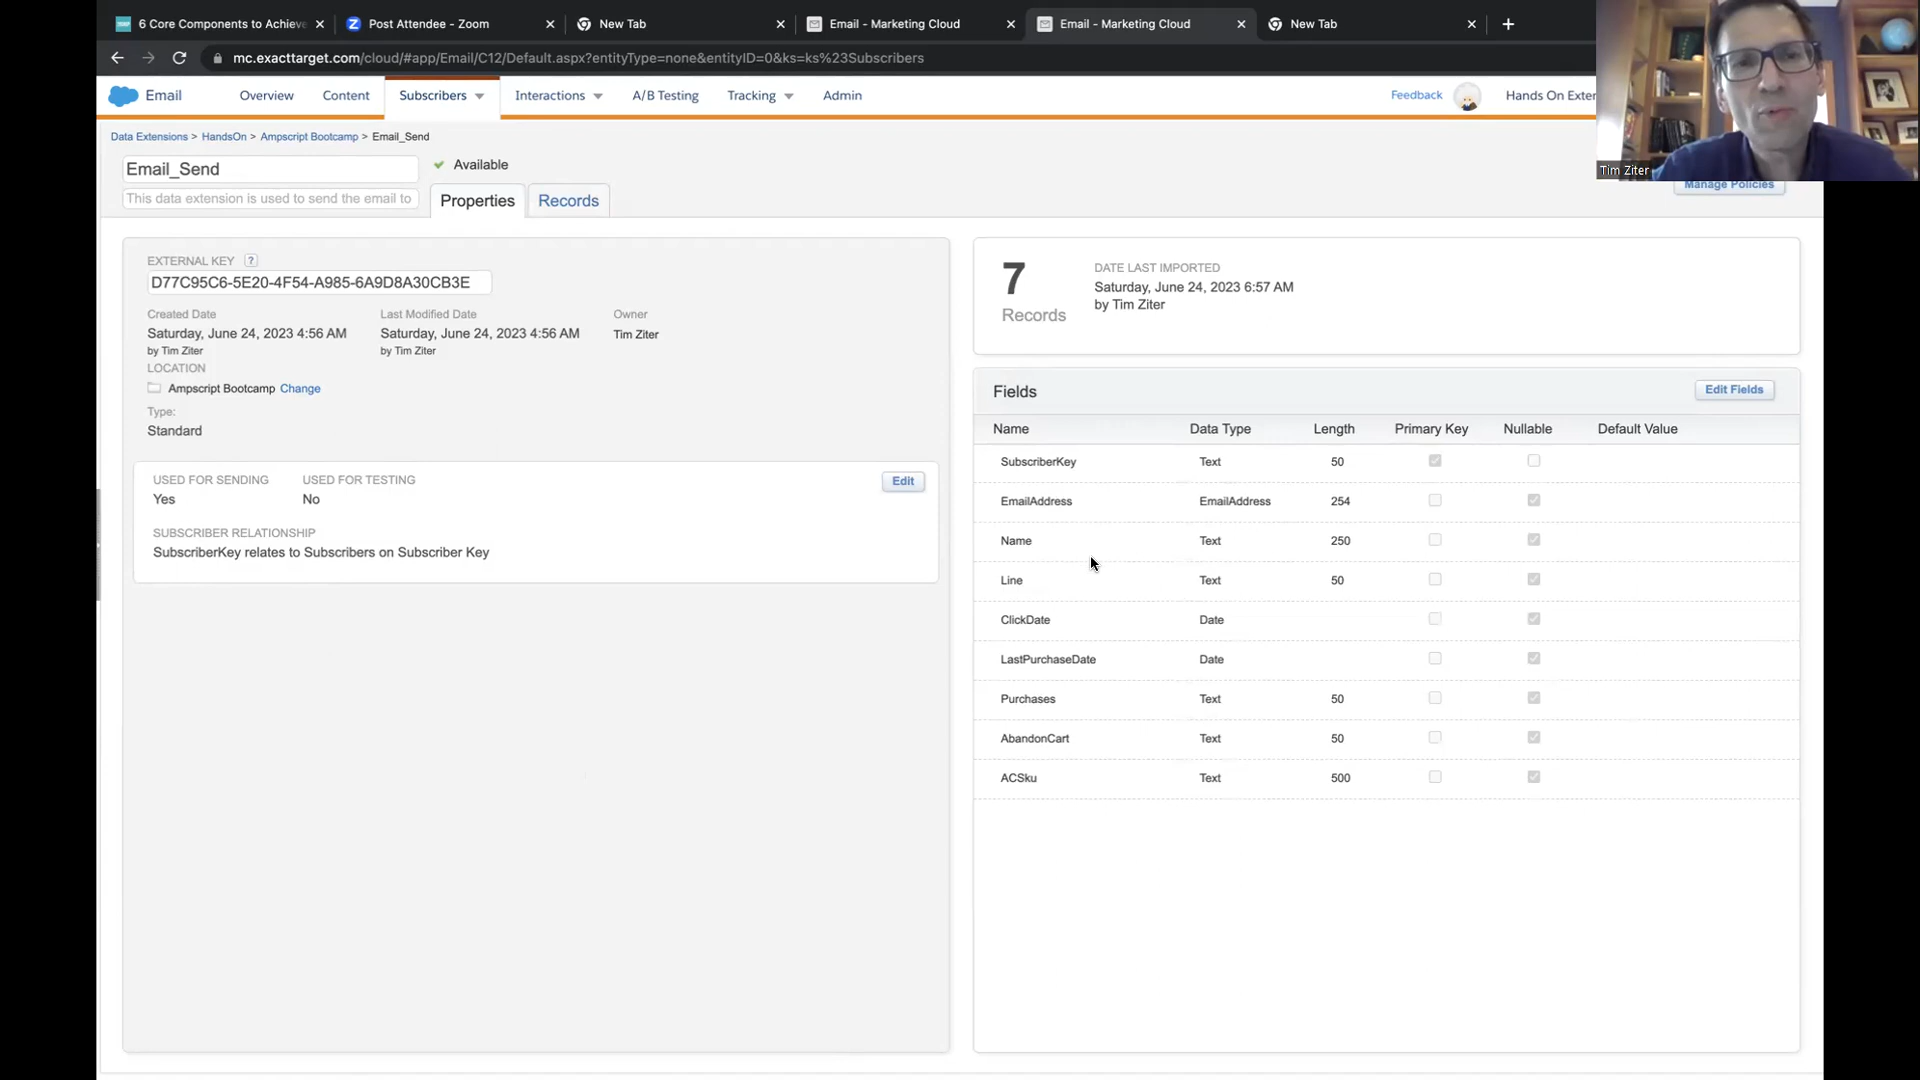 6 Core Components to Achieve
Post Attendee - Zoom
New Tab
Email - Marketing Cloud
Email - Marketing Cloud
New Tab
mc.exacttarget.com/cloud/#app/Email/C12/Default.aspx?entityType=none&entityID=0&ks=ks%23Subscribers
Email
Overview
Content
Subscribers
Interactions
A/B Testing
Tracking
Admin
Feedback
Hands On Exter
Tim Ziter
Data Extensions > HandsOn > Ampscript Bootcamp > Email_Send
Email_Send
Available
This data extension is used to send the email to
Properties
Records
Manage Policies
EXTERNAL KEY ?
D77C95C6-5E20-4F54-A985-6A9D8A30CB3E
Created Date Last Modified Date Owner
Saturday, June 24, 2023 4:56 AM Saturday, June 24, 2023 4:56 AM Tim Ziter
by Tim Ziter by Tim Ziter
LOCATION
Ampscript Bootcamp Change
Type:
Standard
USED FOR SENDING USED FOR TESTING Edit
Yes No
SUBSCRIBER RELATIONSHIP
SubscriberKey relates to Subscribers on Subscriber Key
7
Records
DATE LAST IMPORTED
Saturday, June 24, 2023 6:57 AM
by Tim Ziter
Fields Edit Fields
Name Data Type Length Primary Key Nullable Default Value
SubscriberKey Text 50
EmailAddress EmailAddress 254
Name Text 250
Line Text 50
ClickDate Date
LastPurchaseDate Date
Purchases Text 50
AbandonCart Text 50
ACSku Text 500